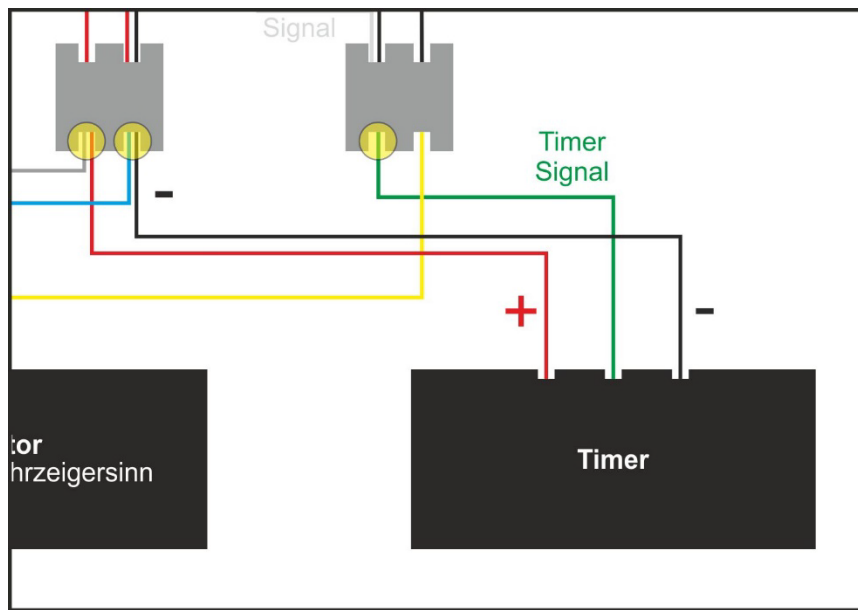 Signal
Timer
Signal
-
+
-
tor
hrzeigersinn
Timer